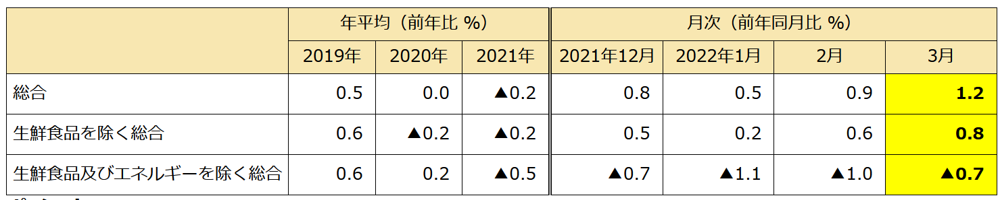 年平均（前年比 %） 月次（前年同月比 %）
2019年 2020年 2021年 2021年12月 2022年1月 2月 3月
総合 0.5 0.0 ▲0.2 0.8 0.5 0.9 1.2
生鮮食品を除く総合 0.6 ▲0.2 ▲0.2 0.5 0.2 0.6 0.8
生鮮食品及びエネルギーを除く総合 0.6 0.2 ▲0.5 ▲0.7 ▲1.1 ▲1.0 ▲0.7